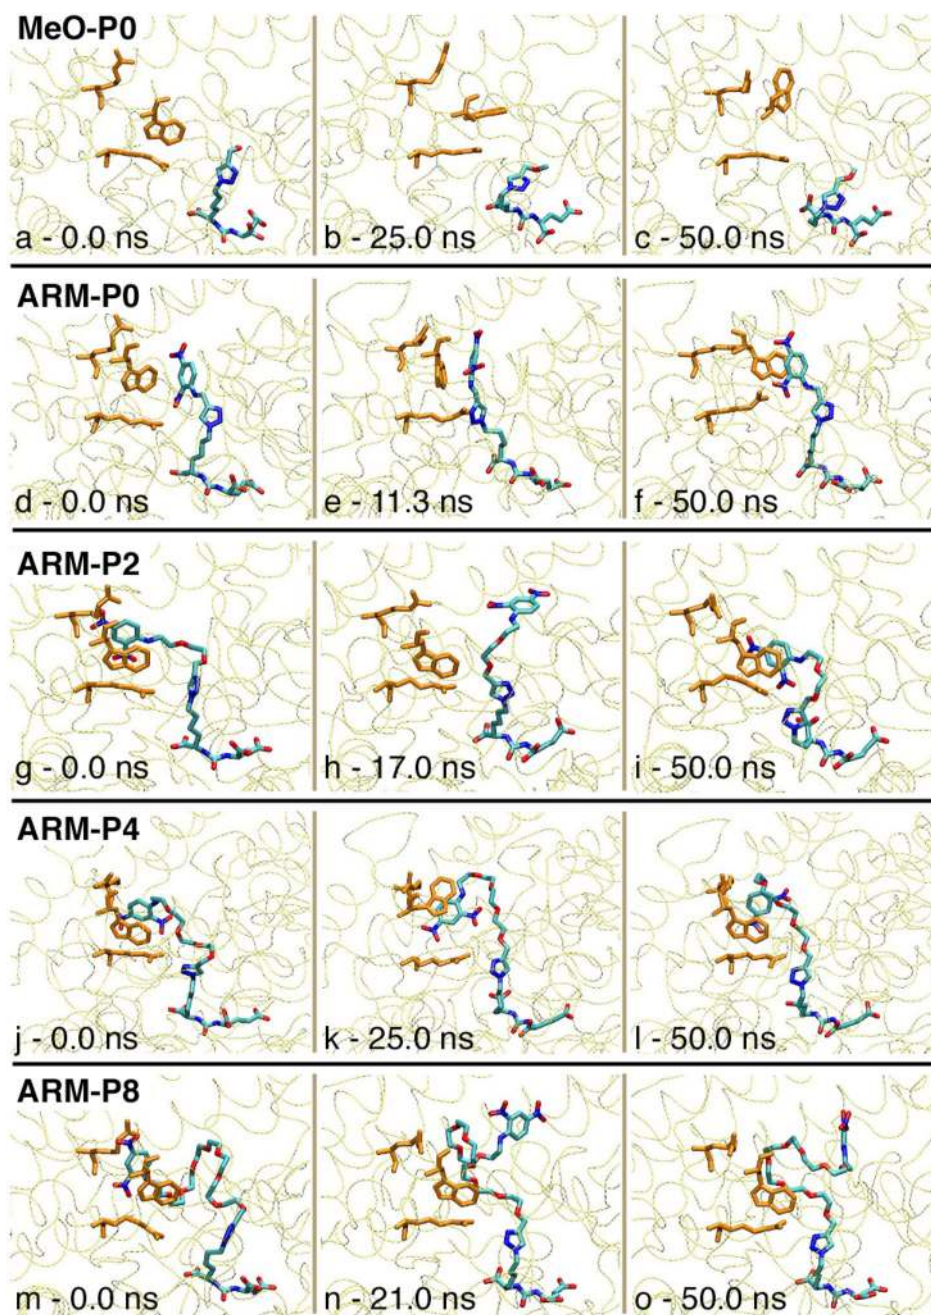 MeO-P0
a - 0.0 ns
b - 25.0 ns
c - 50.0 ns
ARM-P0
d - 0.0 ns
e - 11.3 ns
f - 50.0 ns
ARM-P2
g - 0.0 ns
h - 17.0 ns
i - 50.0 ns
ARM-P4
j - 0.0 ns
k - 25.0 ns
l - 50.0 ns
ARM-P8
m - 0.0 ns
n - 21.0 ns
o - 50.0 ns